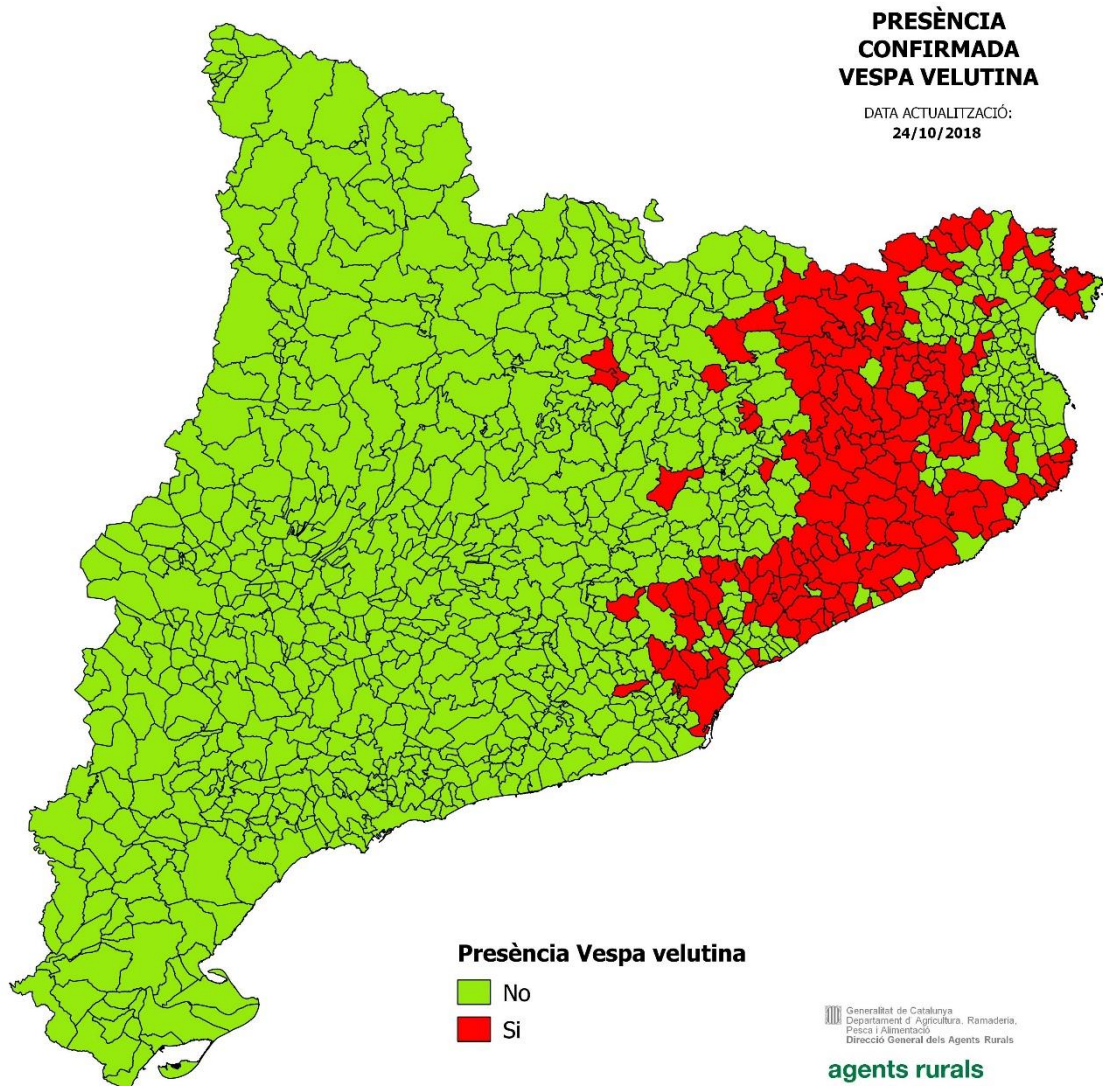 PRESÈNCIA
CONFIRMADA
VESPA VELUTINA
DATA ACTUALITZACIÓ:
24/10/2018
Presència Vespa velutina
No
Si
Generalitat de Catalunya
Departament d´Agricultura, Ramaderia,
Pesca i Alimentació
Direcció General dels Agents Rurals
agents rurals